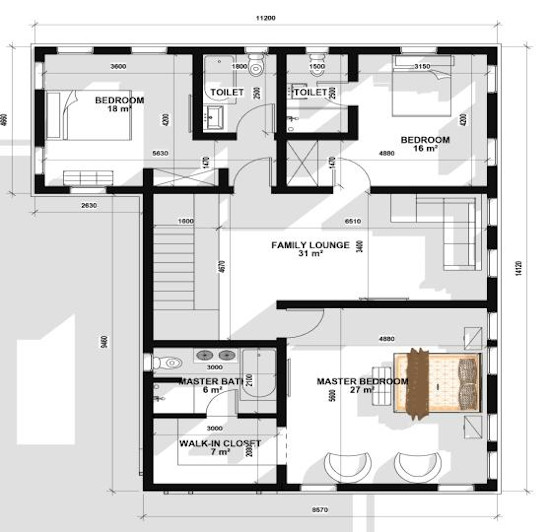 11200
3600
1800
1500
3150
BEDROOM
18 m²
TOILET
2500
TOILET
2500
4200
4200
4960
BEDROOM
16 m²
5630
1470
1470
4880
2630
1800
6510
FAMILY LOUNGE
31 m²
3400
4670
14120
9460
4880
3000
MASTER BATH
6 m²
2100
MASTER BEDROOM
27 m²
5600
3000
WALK-IN CLOSET
7 m²
2080
8570